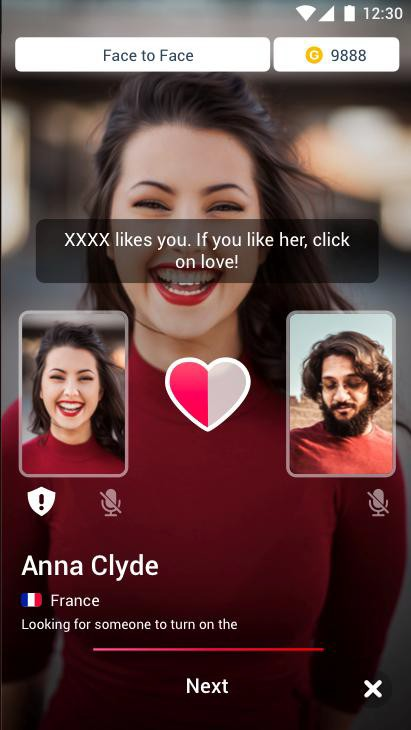 12:30
Face to Face
G 9888
XXXX likes you. If you like her, click
on love!
Anna Clyde
France
Looking for someone to turn on the
Next